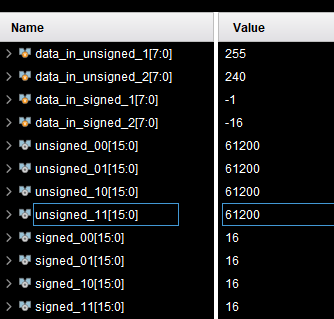 Name Value
data_in_unsigned_1[7:0] 255
data_in_unsigned_2[7:0] 240
data_in_signed_1[7:0] -1
data_in_signed_2[7:0] -16
unsigned_00[15:0] 61200
unsigned_01[15:0] 61200
unsigned_10[15:0] 61200
unsigned_11[15:0] 61200
signed_00[15:0] 16
signed_01[15:0] 16
signed_10[15:0] 16
signed_11[15:0] 16